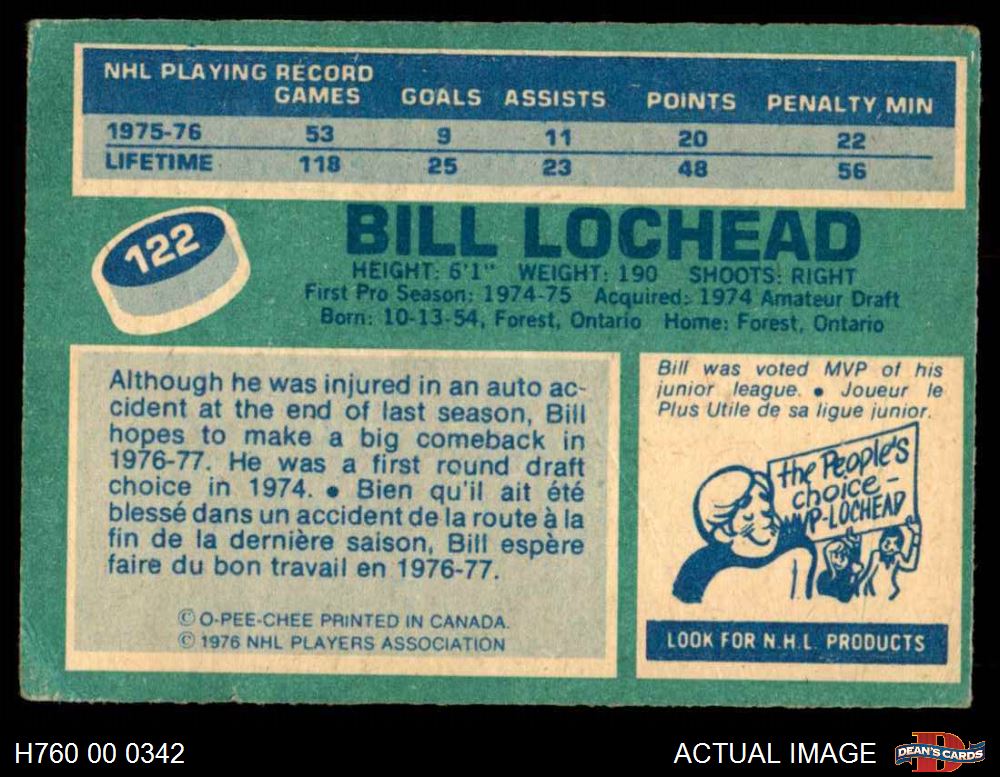 NHL PLAYING RECORD
GAMES GOALS ASSISTS POINTS PENALTY MIN
1975-76 53 9 11 20 22
LIFETIME 118 25 23 48 56
122
BILL LOCHEAD
HEIGHT: 6'1" WEIGHT: 190 SHOOTS: RIGHT
First Pro Season: 1974-75 Acquired: 1974 Amateur Draft
Born: 10-13-54, Forest, Ontario Home: Forest, Ontario
Although he was injured in an auto ac-
cident at the end of last season, Bill
hopes to make a big comeback in
1976-77. He was a first round draft
choice in 1974. • Bien qu'il ait été
blessé dans un accident de la route à la
fin de la dernière saison, Bill espère
faire du bon travail en 1976-77.
© O-PEE-CHEE PRINTED IN CANADA.
© 1976 NHL PLAYERS ASSOCIATION
Bill was voted MVP of his
junior league. • Joueur le
Plus Utile de sa ligue junior.
the People's
choice -
MVP-LOCHEAD
LOOK FOR N.H.L. PRODUCTS
H760 00 0342
ACTUAL IMAGE
D
DEAN'S CARDS